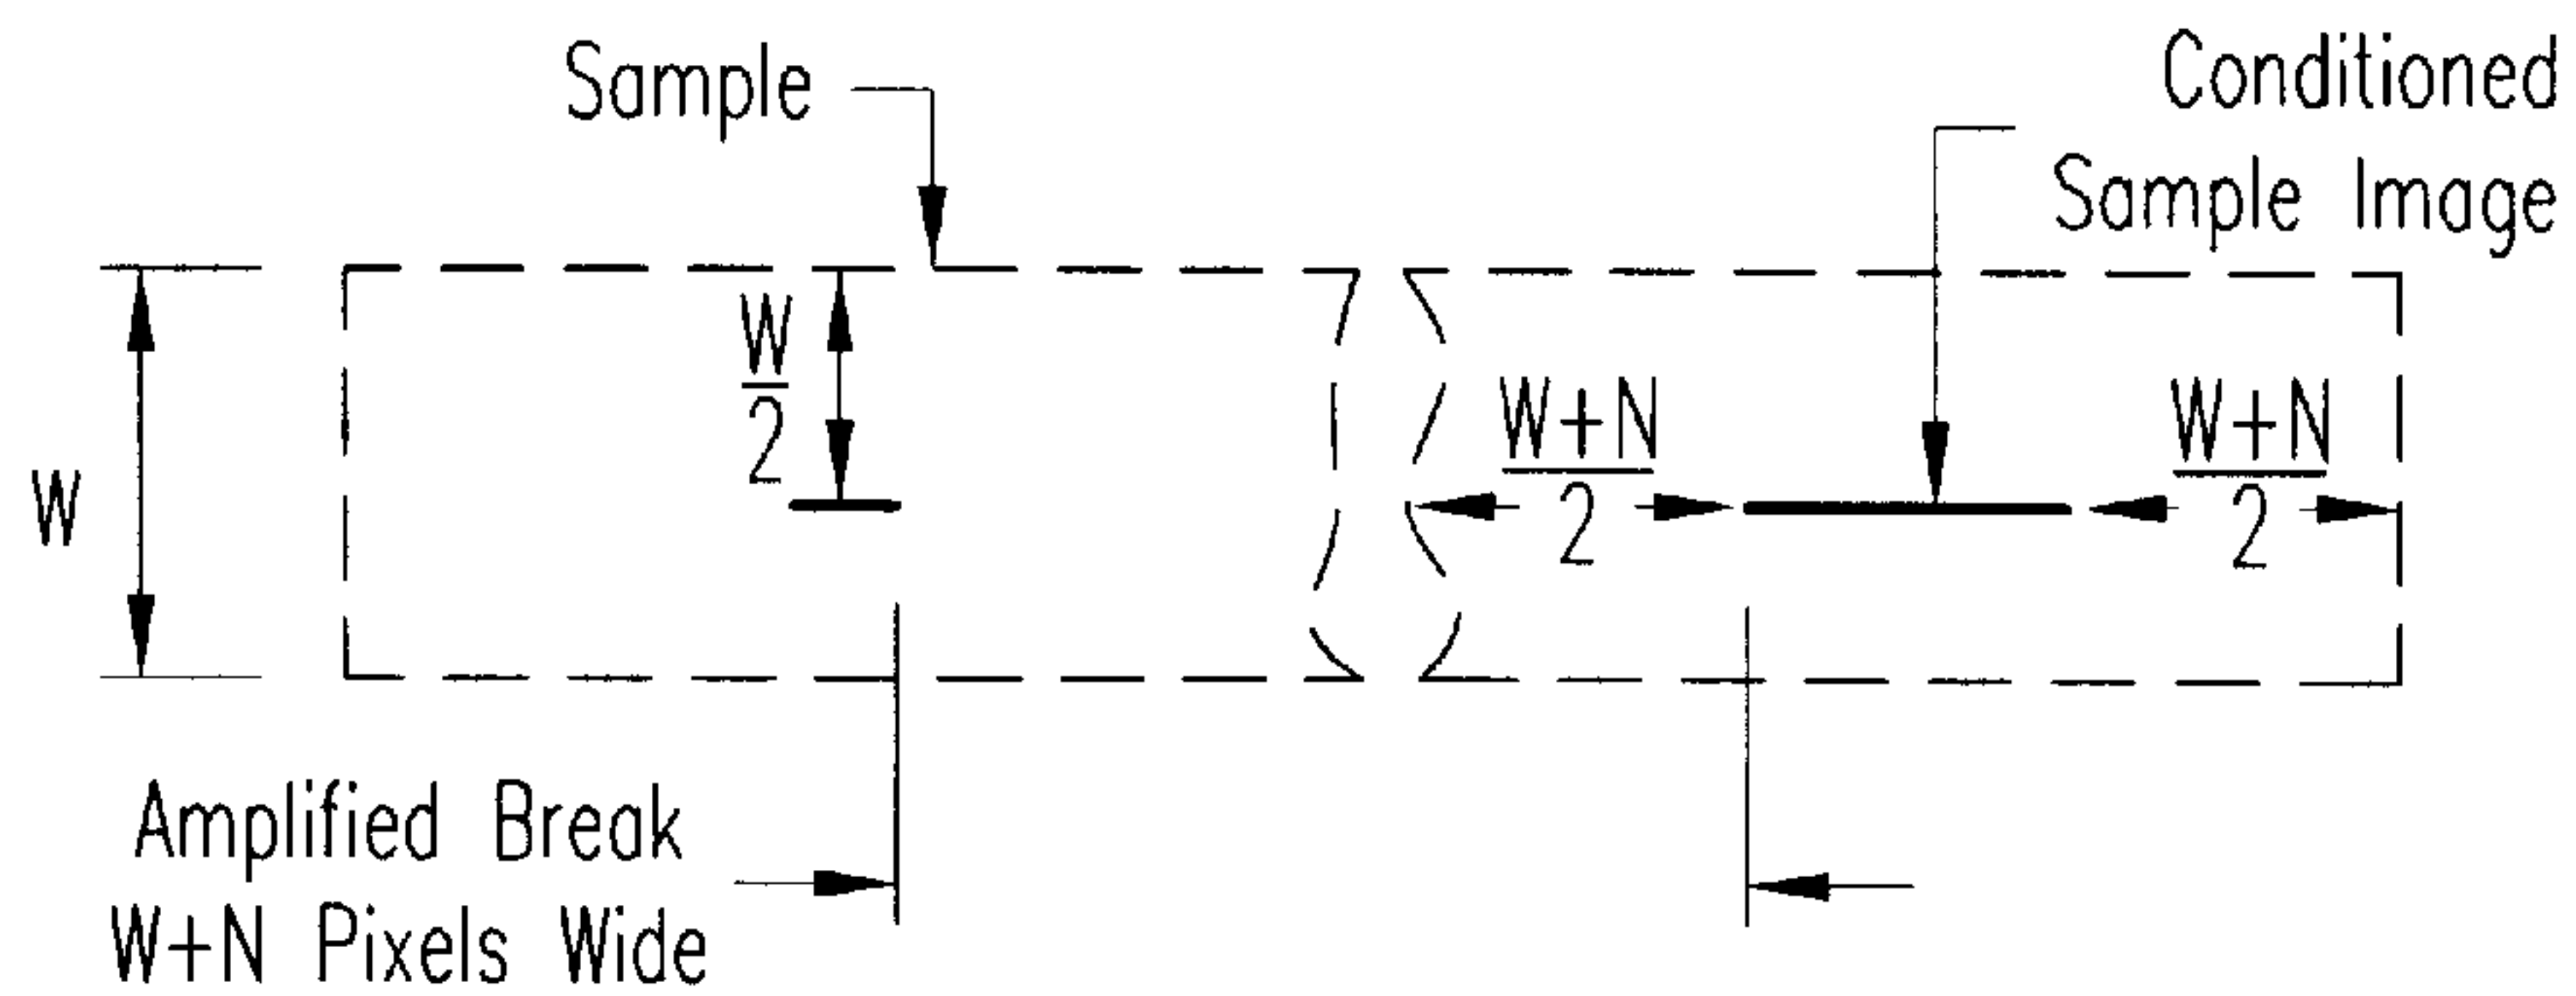 Sample
Conditioned
Sample Image
W
W
2
W+N
2
W+N
2
Amplified Break
W+N Pixels Wide